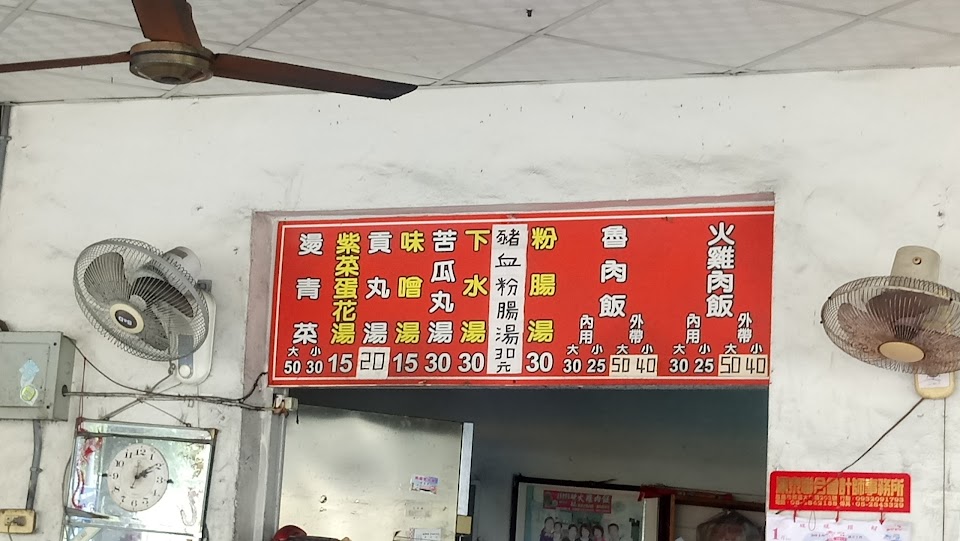 火雞肉飯
內用 外帶
大 小 大 小
30 25 50 40
魯肉飯
內用 外帶
大 小 大 小
30 25 50 40
粉腸湯 30
豬血粉腸湯 30元
下水湯 30
苦瓜丸湯 30
味噌湯 15
貢丸湯 20
紫菜蛋花湯 15
燙青菜
大 小
50 30